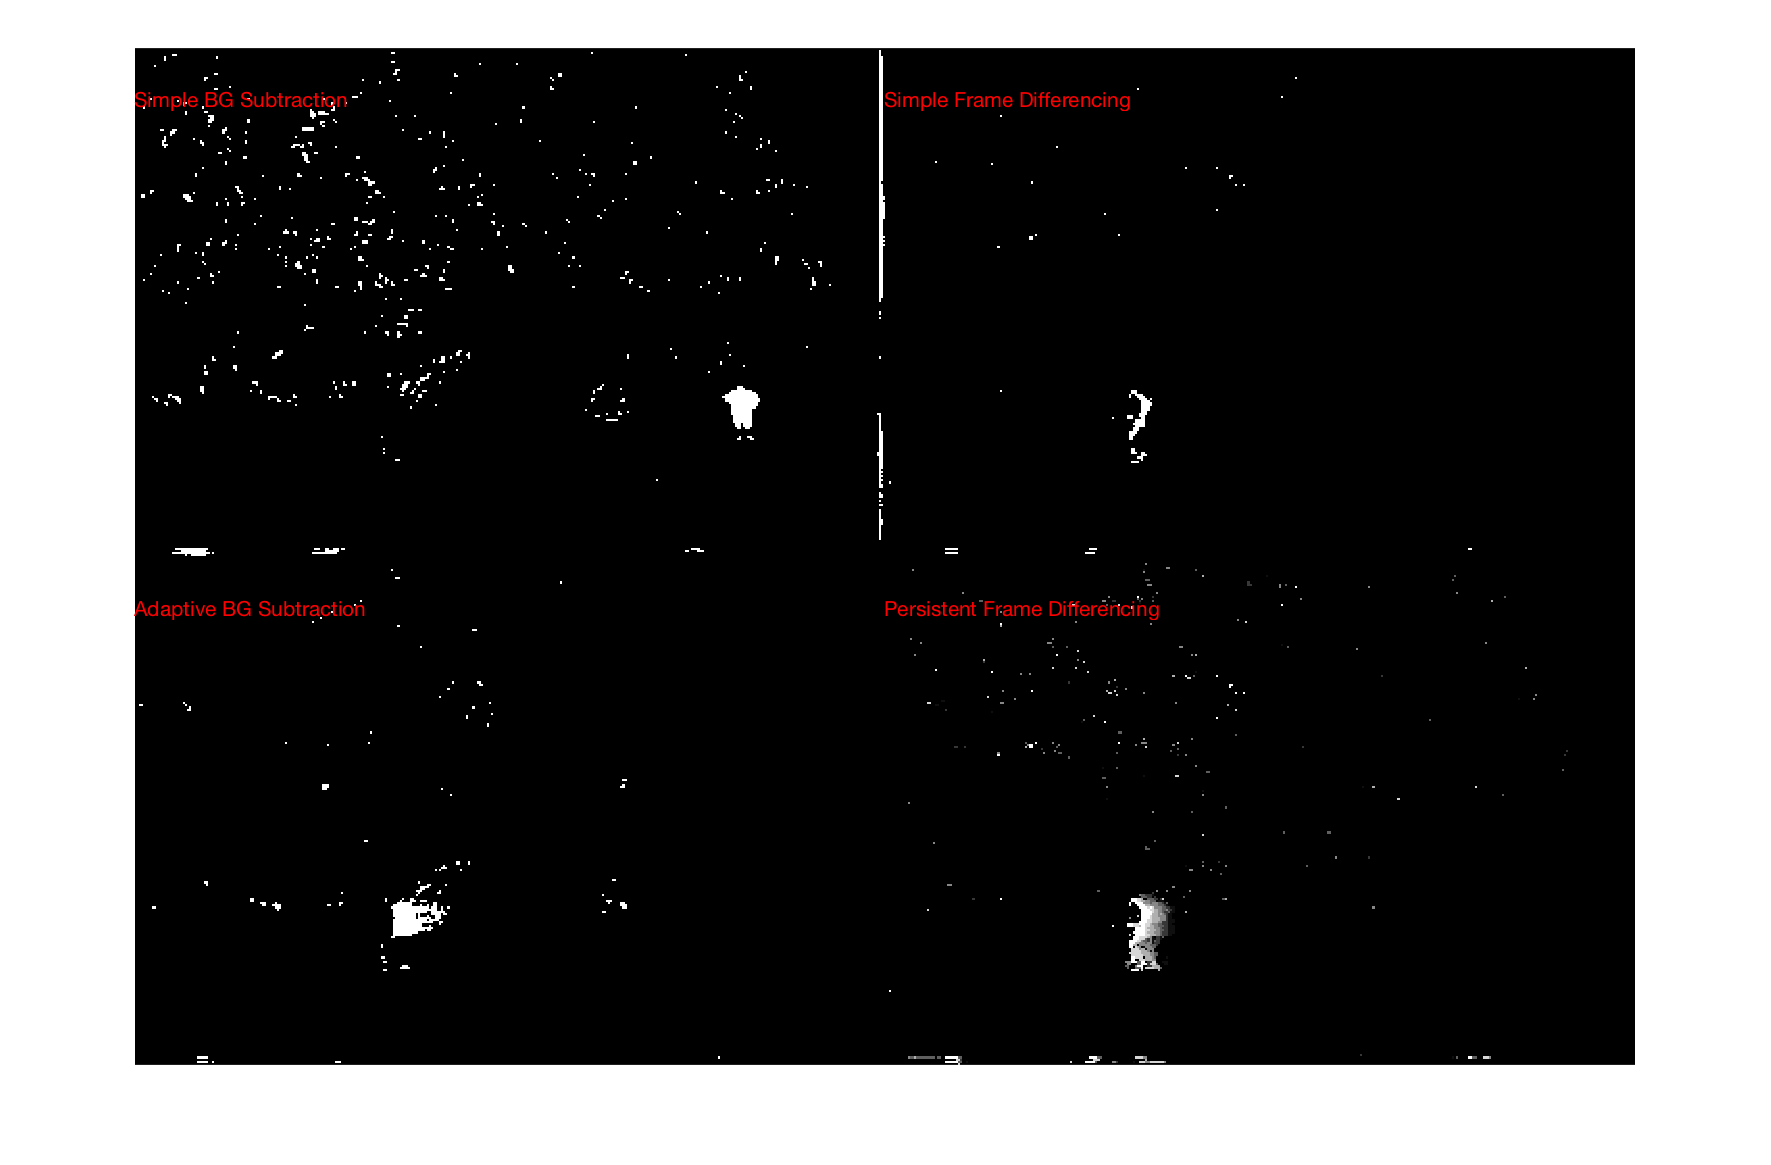 Simple BG Subtraction
Simple Frame Differencing
Adaptive BG Subtraction
Persistent Frame Differencing